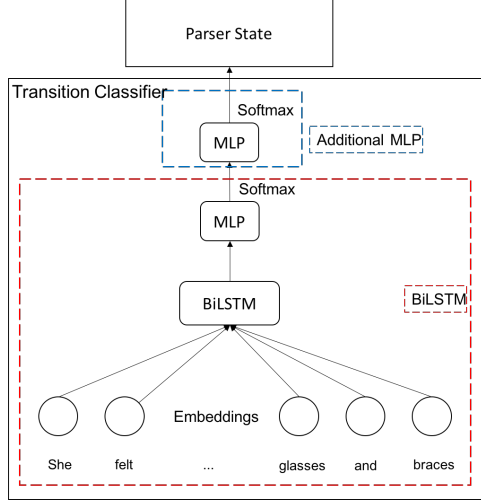 Parser State
Transition Classifier
Softmax
MLP
Additional MLP
Softmax
MLP
BiLSTM
BiLSTM
Embeddings
She felt ... glasses and braces